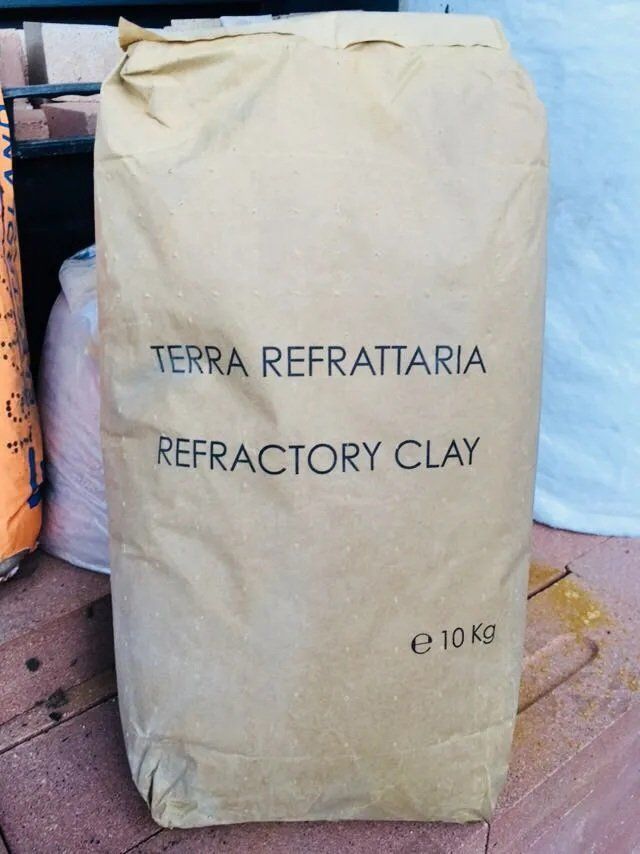 TERRA REFRATTARIA
REFRACTORY CLAY
℮ 10 Kg